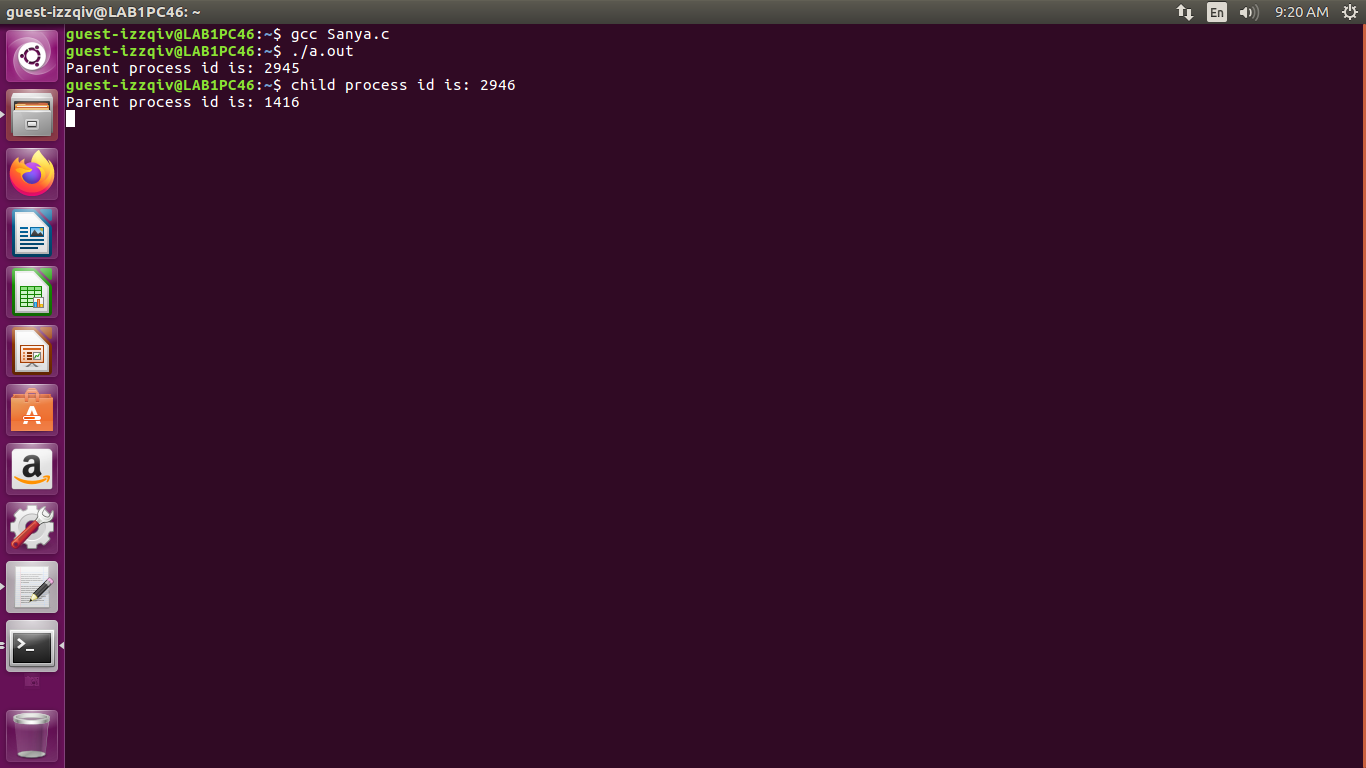 guest-izzqiv@LAB1PC46: ~
En
9:20 AM
guest-izzqiv@LAB1PC46:~$ gcc Sanya.c
guest-izzqiv@LAB1PC46:~$ ./a.out
Parent process id is: 2945
guest-izzqiv@LAB1PC46:~$ child process id is: 2946
Parent process id is: 1416